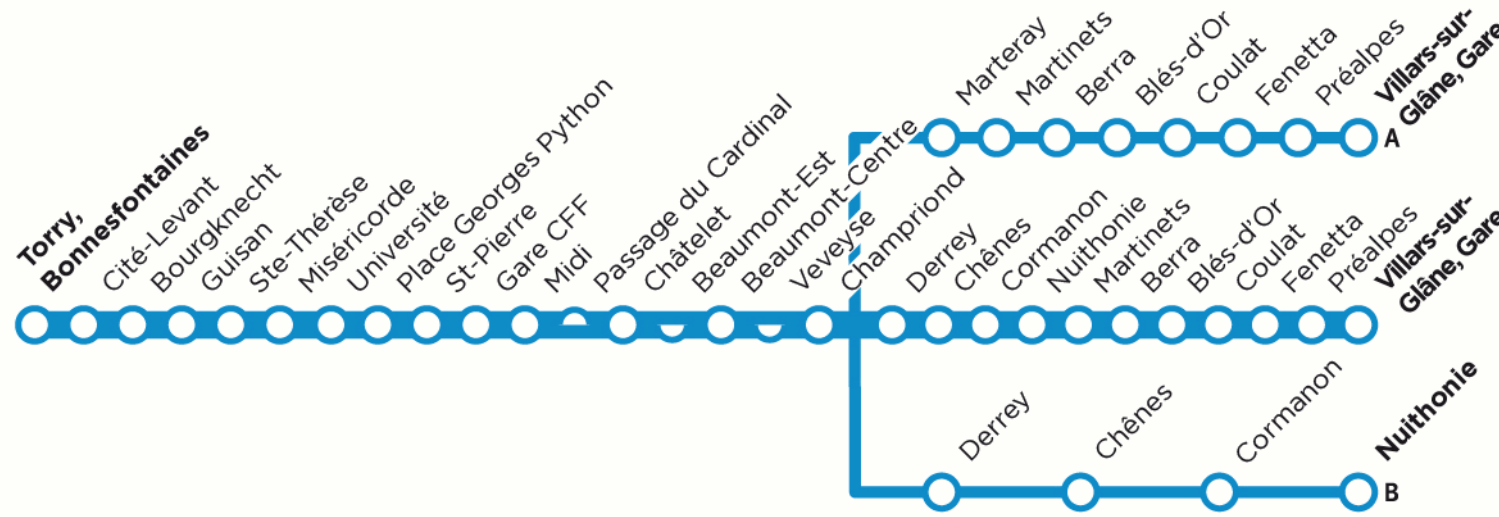 Torry,
Bonnesfontaines
Cité-Levant
Bourgknecht
Guisan
Ste-Thérèse
Miséricorde
Université
Place Georges Python
St-Pierre
Gare CFF
Midi
Passage du Cardinal
Châtelet
Beaumont-Est
Beaumont-Centre
Veveyse
Champriond
Marteray
Martinets
Berra
Blés-d'Or
Coulat
Fenetta
Préalpes
Villars-sur-
Glâne, Gare
A
Derrey
Chênes
Cormanon
Nuithonie
Martinets
Berra
Blés-d'Or
Coulat
Fenetta
Préalpes
Villars-sur-
Glâne, Gare
Derrey
Chênes
Cormanon
Nuithonie
B